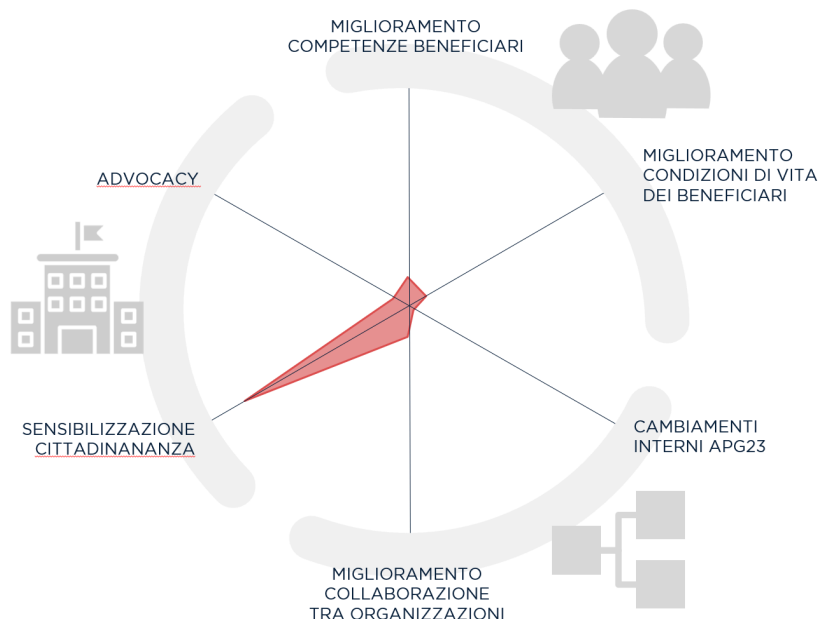 MIGLIORAMENTO
COMPETENZE BENEFICIARI
MIGLIORAMENTO
CONDIZIONI DI VITA
DEI BENEFICIARI
ADVOCACY
SENSIBILIZZAZIONE
CITTADINANANZA
CAMBIAMENTI
INTERNI APG23
MIGLIORAMENTO
COLLABORAZIONE
TRA ORGANIZZAZIONI